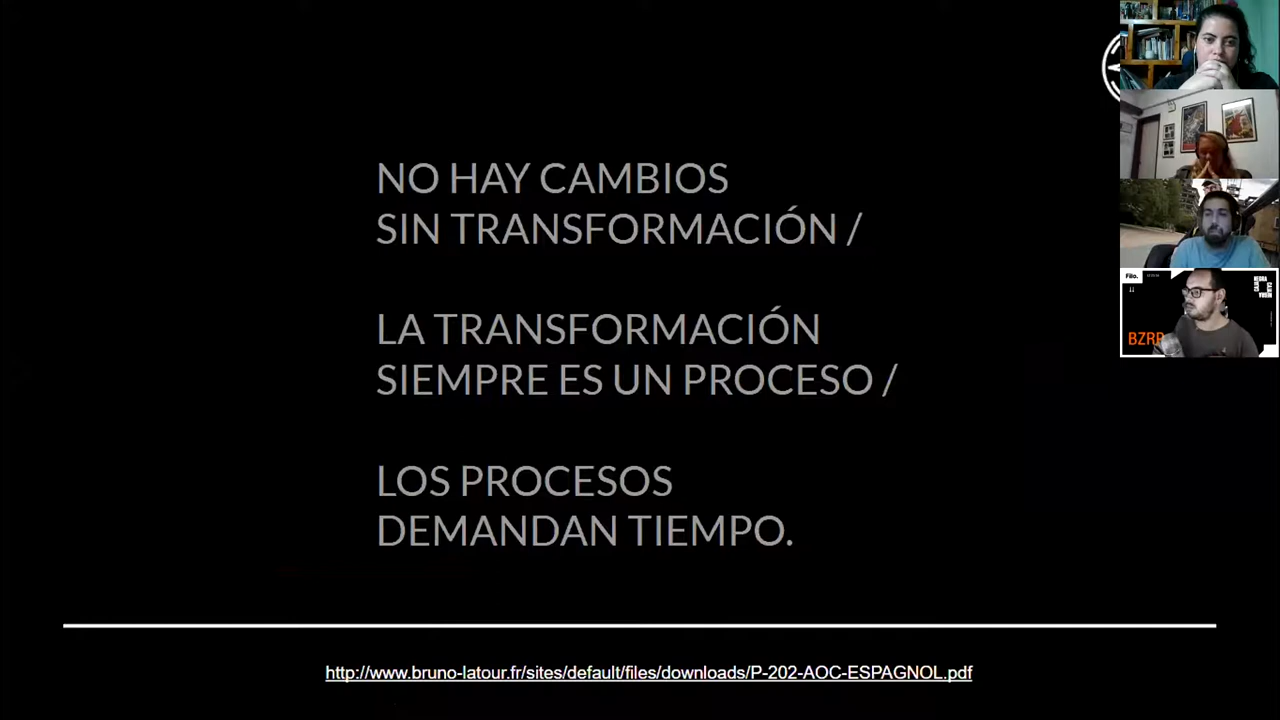 NO HAY CAMBIOS
SIN TRANSFORMACIÓN /
LA TRANSFORMACIÓN
SIEMPRE ES UN PROCESO /
LOS PROCESOS
DEMANDAN TIEMPO.
http://www.bruno-latour.fr/sites/default/files/downloads/P-202-AOC-ESPAGNOL.pdf
Filo.
BZRP